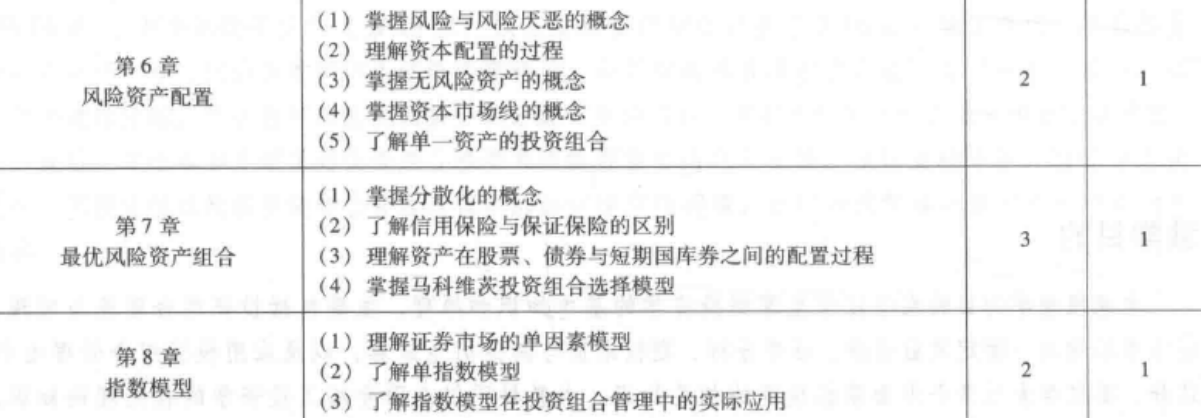 第6章
风险资产配置
(1) 掌握风险与风险厌恶的概念
(2) 理解资本配置的过程
(3) 掌握无风险资产的概念
(4) 掌握资本市场线的概念
(5) 了解单一资产的投资组合
2
1
第7章
最优风险资产组合
(1) 掌握分散化的概念
(2) 了解信用保险与保证保险的区别
(3) 理解资产在股票、债券与短期国库券之间的配置过程
(4) 掌握马科维茨投资组合选择模型
3
1
第8章
指数模型
(1) 理解证券市场的单因素模型
(2) 了解单指数模型
(3) 了解指数模型在投资组合管理中的实际应用
2
1